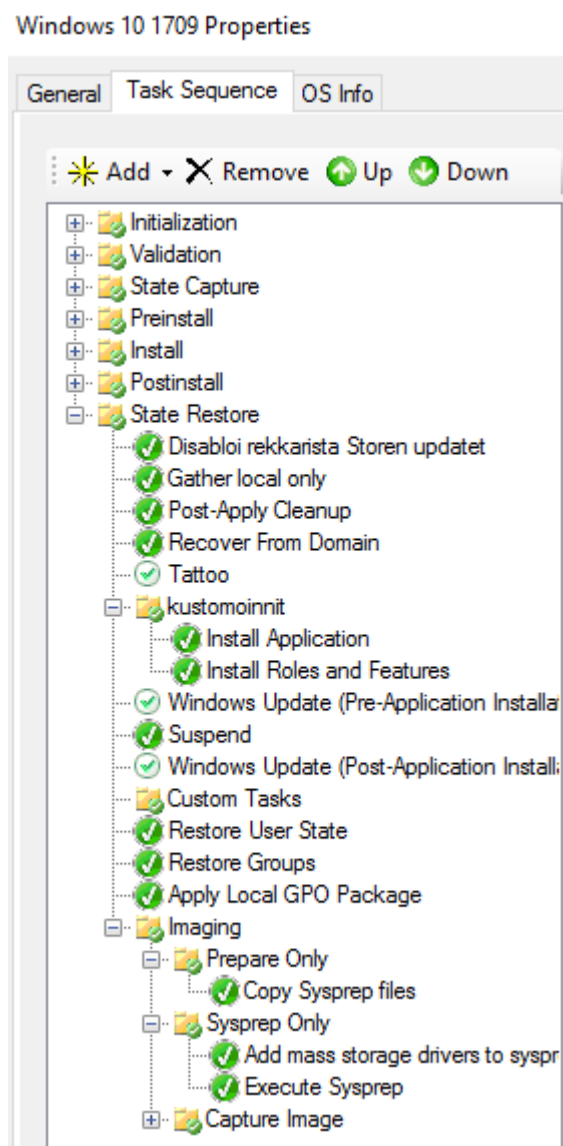 Windows 10 1709 Properties
General Task Sequence OS Info
Add Remove Up Down
Initialization
Validation
State Capture
Preinstall
Install
Postinstall
State Restore
Disabloi rekkarista Storen updatet
Gather local only
Post-Apply Cleanup
Recover From Domain
Tattoo
kustomoinnit
Install Application
Install Roles and Features
Windows Update (Pre-Application Installa
Suspend
Windows Update (Post-Application Install
Custom Tasks
Restore User State
Restore Groups
Apply Local GPO Package
Imaging
Prepare Only
Copy Sysprep files
Sysprep Only
Add mass storage drivers to syspr
Execute Sysprep
Capture Image